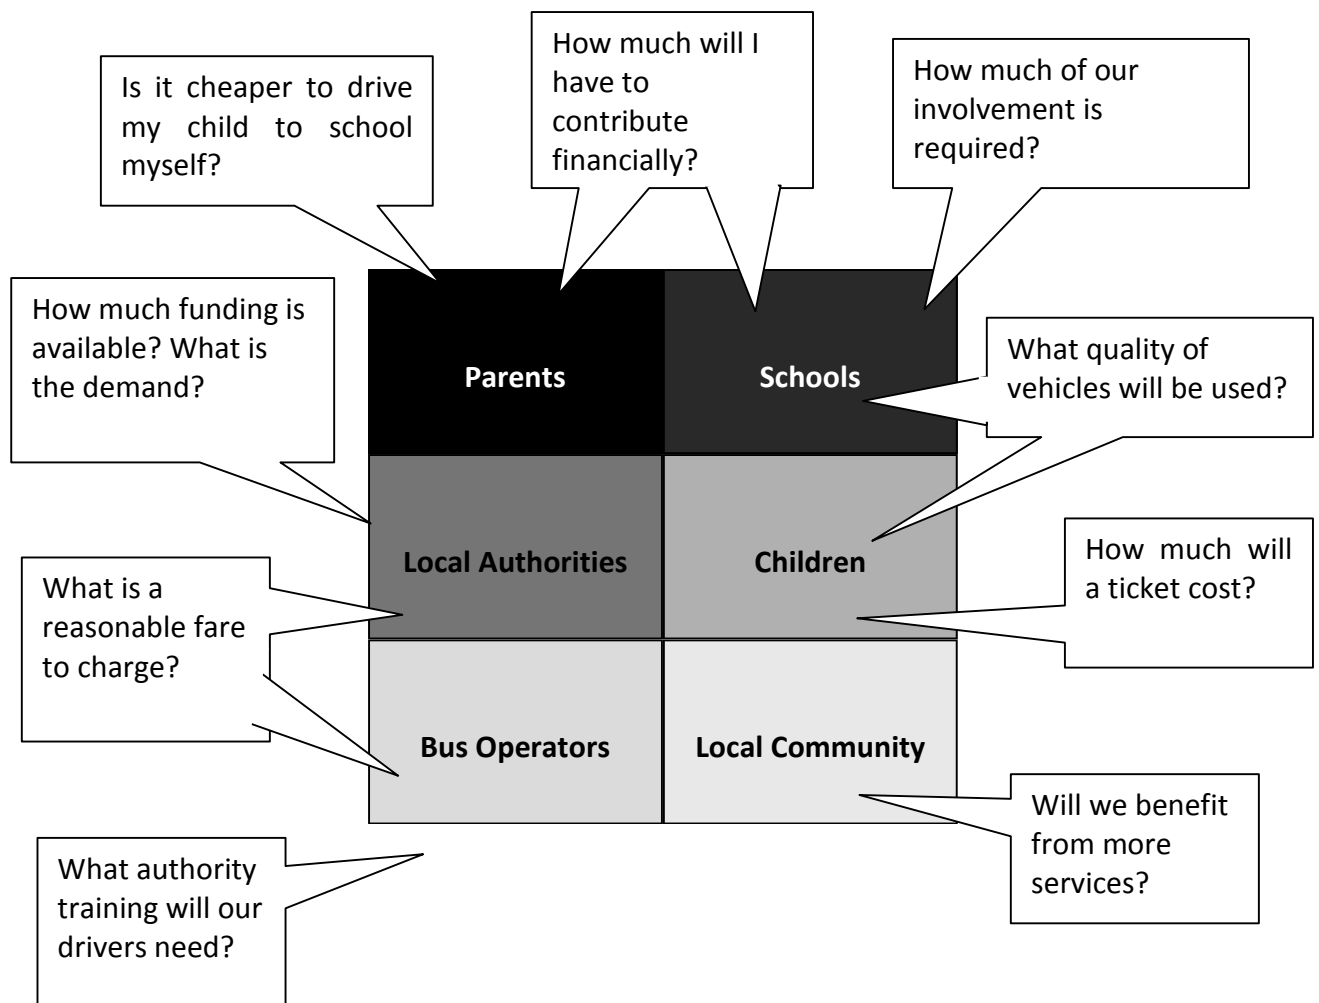 How much will I
have to
contribute
financially?
Is it cheaper to drive
my child to school
myself?
How much of our
involvement is
required?
How much funding is
available? What is
the demand?
What quality of
vehicles will be used?
Parents
Schools
How much will
a ticket cost?
Local Authorities
Children
What is a
reasonable fare
to charge?
Bus Operators
Local Community
Will we benefit
from more
services?
What authority
training will our
drivers need?